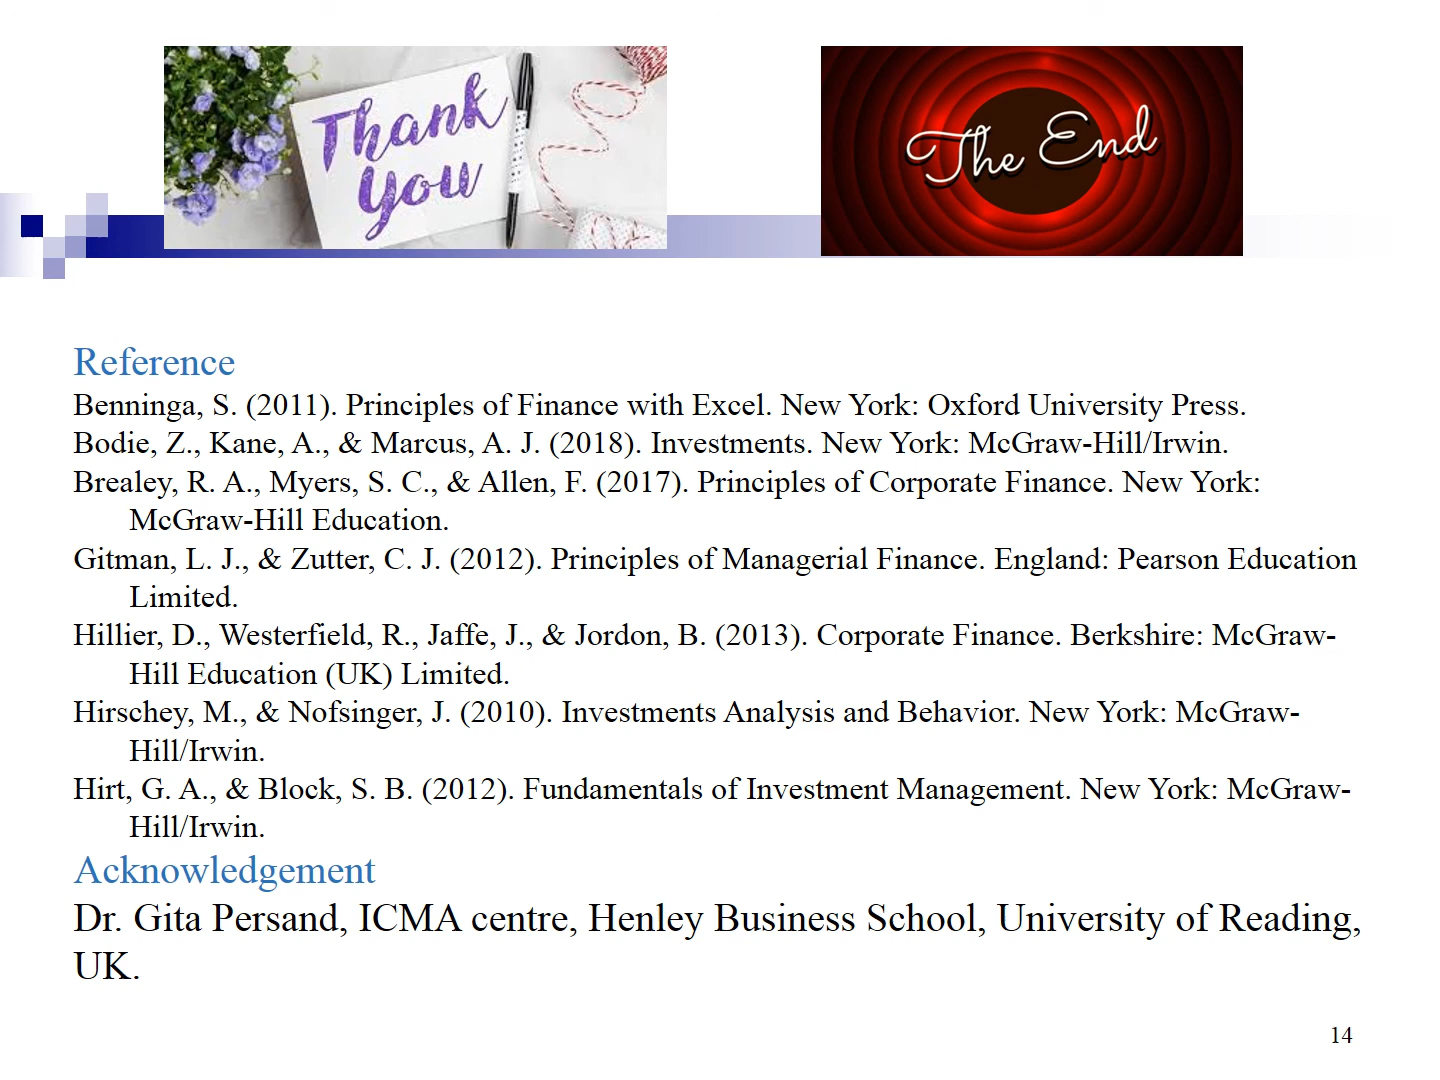 Thank
you
The End
Reference
Benninga, S. (2011). Principles of Finance with Excel. New York: Oxford University Press.
Bodie, Z., Kane, A., & Marcus, A. J. (2018). Investments. New York: McGraw-Hill/Irwin.
Brealey, R. A., Myers, S. C., & Allen, F. (2017). Principles of Corporate Finance. New York:
McGraw-Hill Education.
Gitman, L. J., & Zutter, C. J. (2012). Principles of Managerial Finance. England: Pearson Education
Limited.
Hillier, D., Westerfield, R., Jaffe, J., & Jordon, B. (2013). Corporate Finance. Berkshire: McGraw-
Hill Education (UK) Limited.
Hirschey, M., & Nofsinger, J. (2010). Investments Analysis and Behavior. New York: McGraw-
Hill/Irwin.
Hirt, G. A., & Block, S. B. (2012). Fundamentals of Investment Management. New York: McGraw-
Hill/Irwin.
Acknowledgement
Dr. Gita Persand, ICMA centre, Henley Business School, University of Reading,
UK.
14